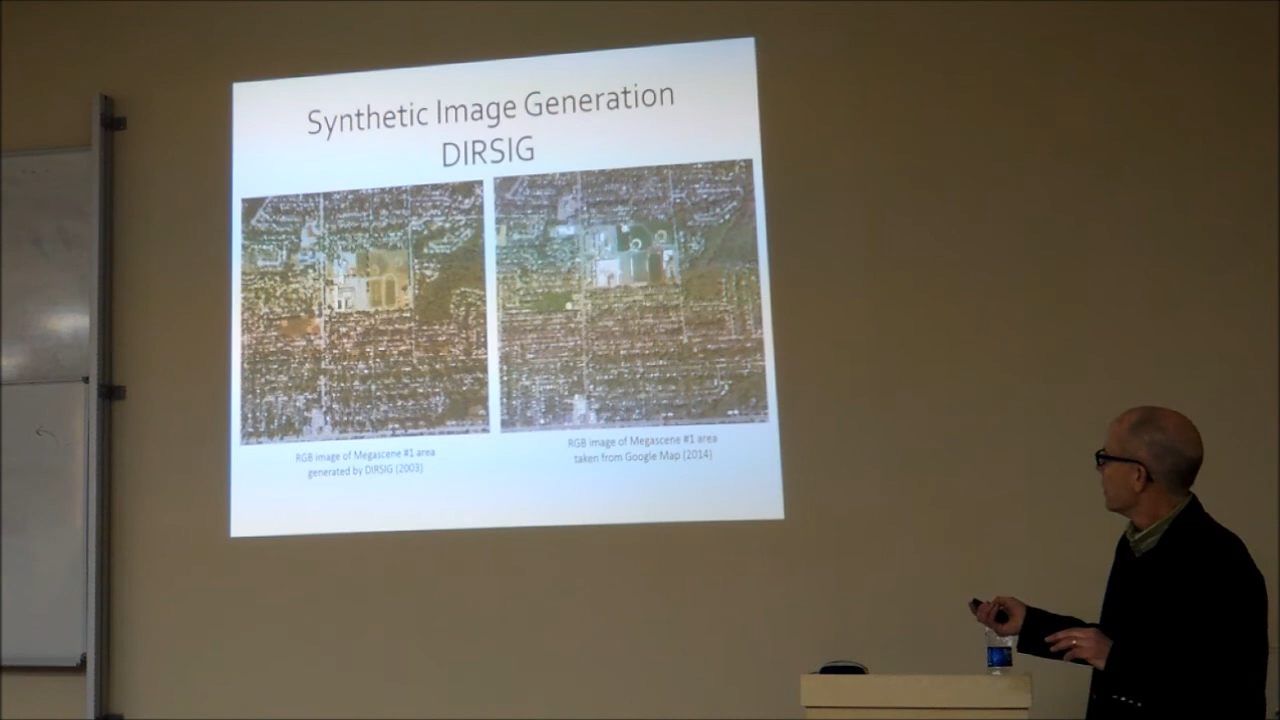 Synthetic Image Generation
DIRSIG
RGB image of Megascene #1 area
generated by DIRSIG (2003)
RGB image of Megascene #1 area
taken from Google Map (2014)